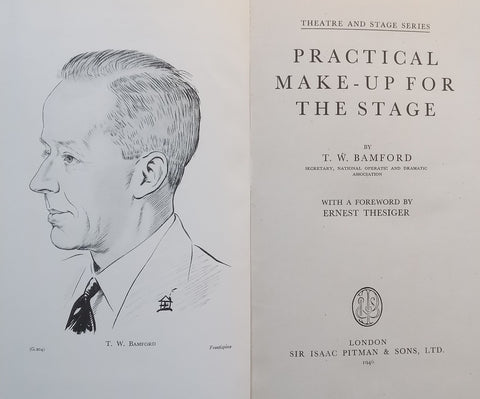 T. W. BAMFORD
(G.204)
Frontispiece
THEATRE AND STAGE SERIES
PRACTICAL
MAKE-UP FOR
THE STAGE
BY
T. W. BAMFORD
SECRETARY, NATIONAL OPERATIC AND DRAMATIC
ASSOCIATION
WITH A FOREWORD BY
ERNEST THESIGER
LONDON
SIR ISAAC PITMAN & SONS, LTD.
1940